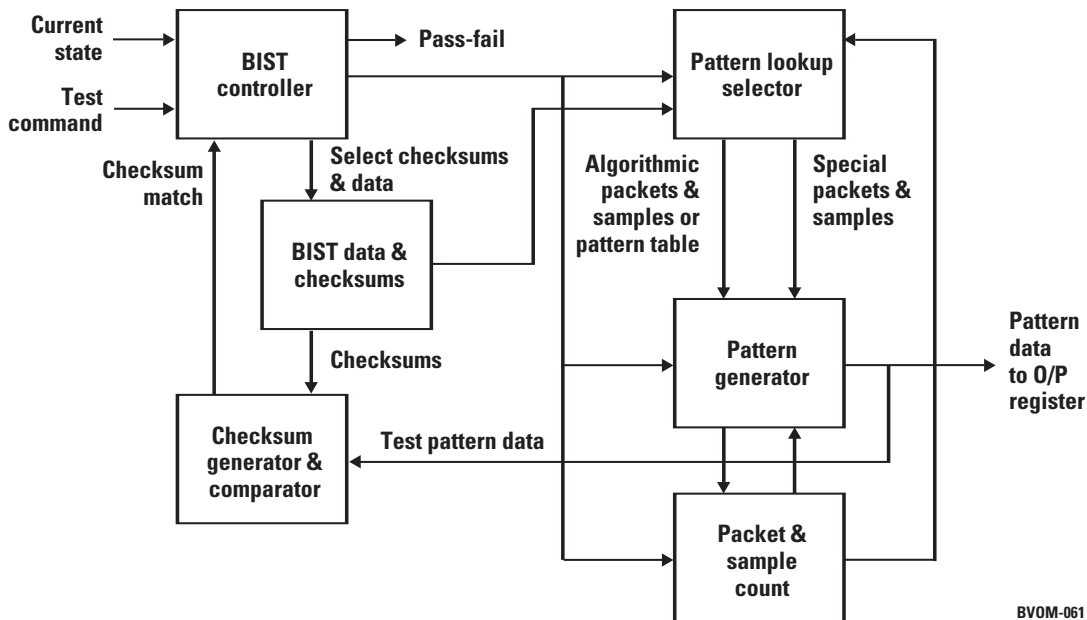 Current
state
Test
command
BIST
controller
Pass-fail
Pattern lookup
selector
Checksum
match
Select checksums
& data
Algorithmic
packets &
samples or
pattern table
Special
packets &
samples
BIST data &
checksums
Checksums
Pattern
generator
Pattern
data
to O/P
register
Checksum
generator &
comparator
Test pattern data
Packet &
sample
count
BVOM-061